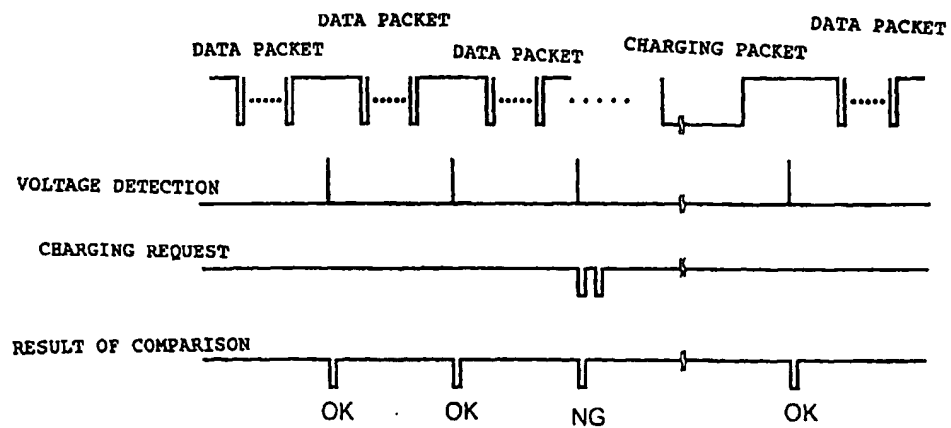 DATA PACKET
DATA PACKET
DATA PACKET
DATA PACKET
CHARGING PACKET
VOLTAGE DETECTION
CHARGING REQUEST
RESULT OF COMPARISON
OK
OK
NG
OK